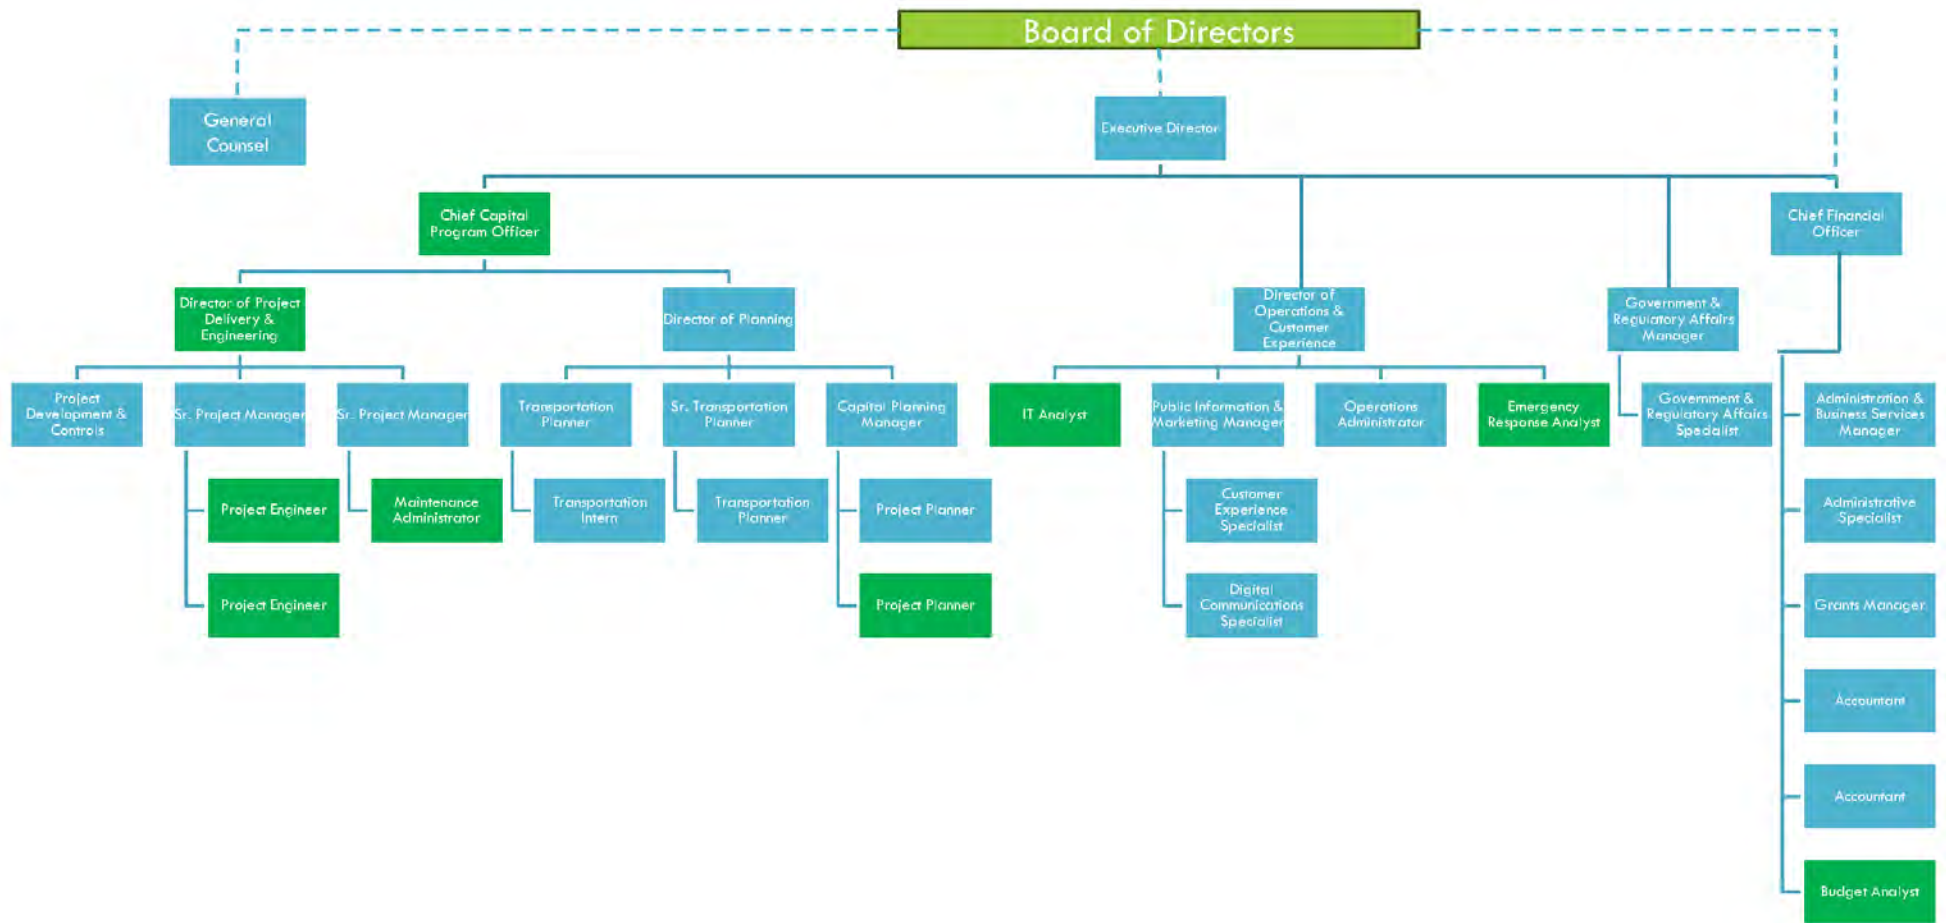 Board of Directors
General
Counsel
Executive Director
Chief Capital
Program Officer
Chief Financial
Officer
Director of Project
Delivery &
Engineering
Director of Planning
Director of
Operations &
Customer
Experience
Government &
Regulatory Affairs
Manager
Project
Development &
Controls
Sr. Project Manager
Sr. Project Manager
Transportation
Planner
Sr. Transportation
Planner
Capital Planning
Manager
IT Analyst
Public Information &
Marketing Manager
Operations
Administrator
Emergency
Response Analyst
Government &
Regulatory Affairs
Specialist
Administration &
Business Services
Manager
Project Engineer
Maintenance
Administrator
Transportation
Intern
Transportation
Planner
Project Planner
Customer
Experience
Specialist
Administrative
Specialist
Project Engineer
Project Planner
Digital
Communications
Specialist
Grants Manager
Accountant
Accountant
Budget Analyst